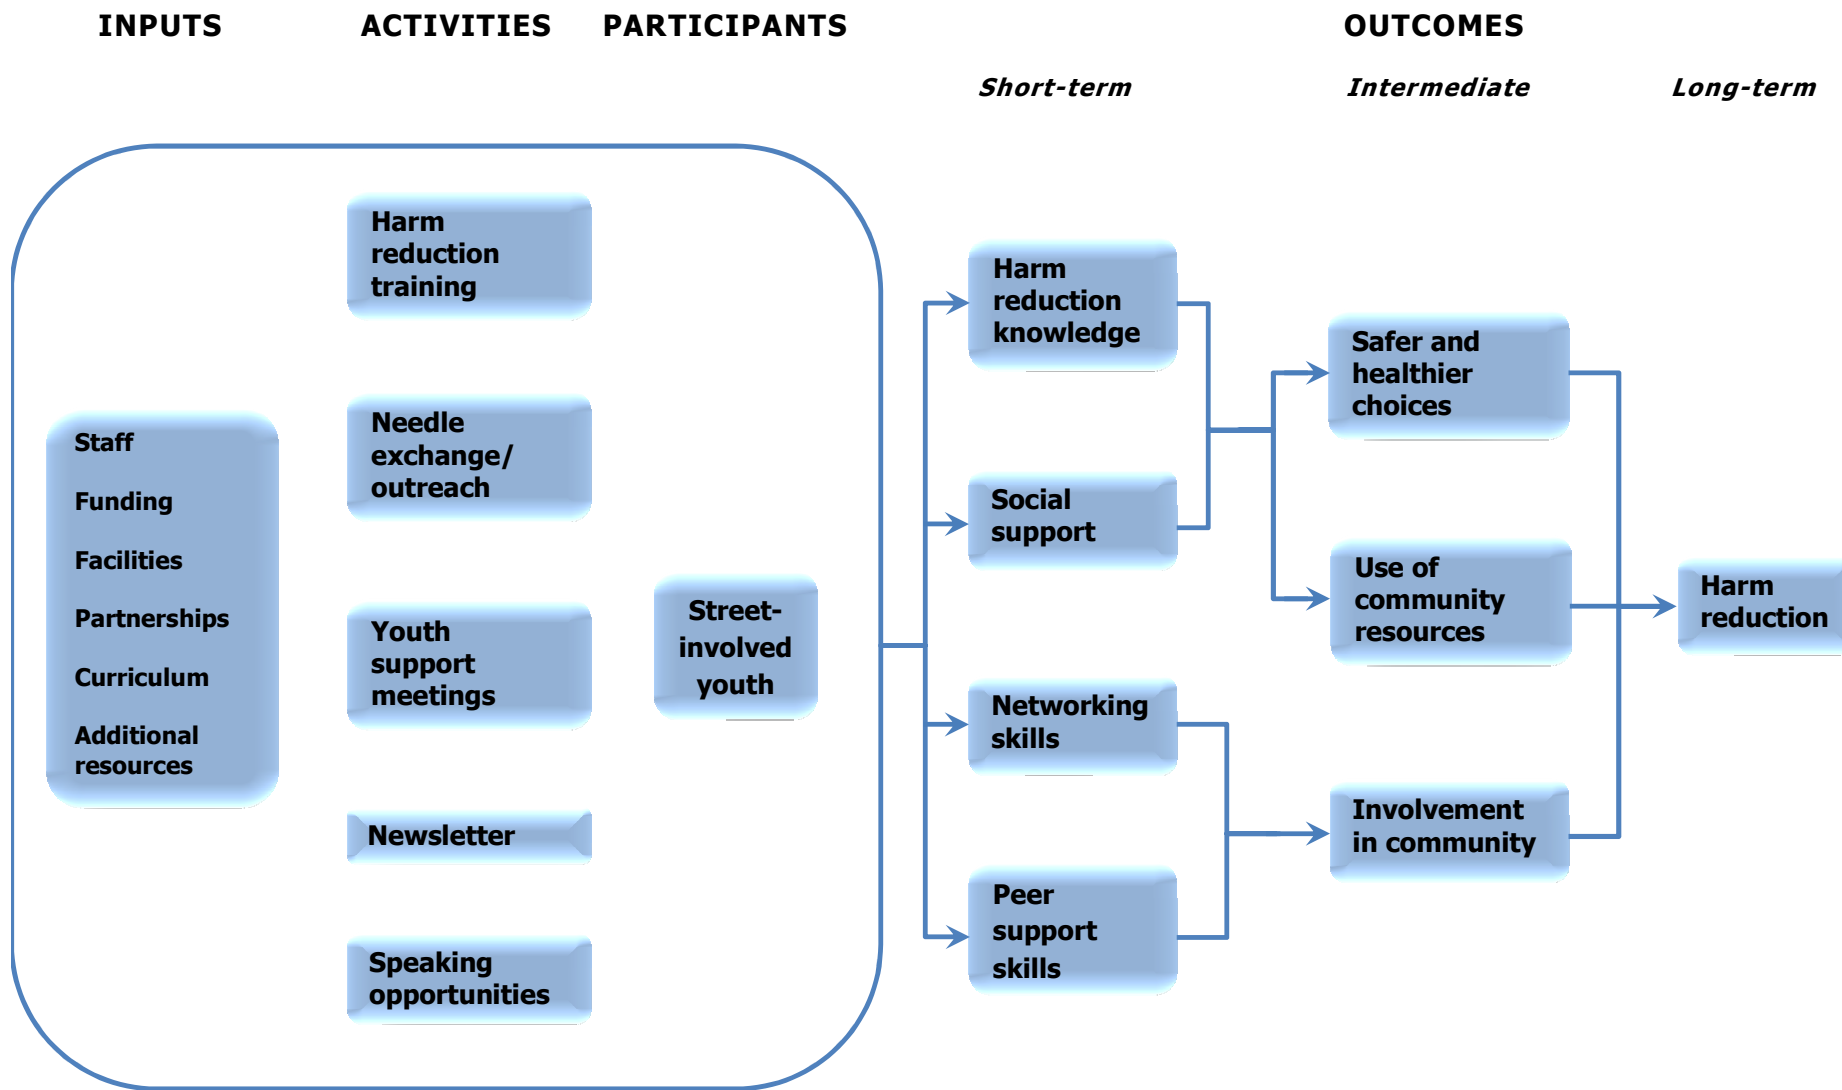 INPUTS
ACTIVITIES
PARTICIPANTS
OUTCOMES
Short-term
Intermediate
Long-term
Staff
Funding
Facilities
Partnerships
Curriculum
Additional
resources
Harm
reduction
training
Needle
exchange/
outreach
Youth
support
meetings
Newsletter
Speaking
opportunities
Street-
involved
youth
Harm
reduction
knowledge
Social
support
Networking
skills
Peer
support
skills
Safer and
healthier
choices
Use of
community
resources
Involvement
in community
Harm
reduction